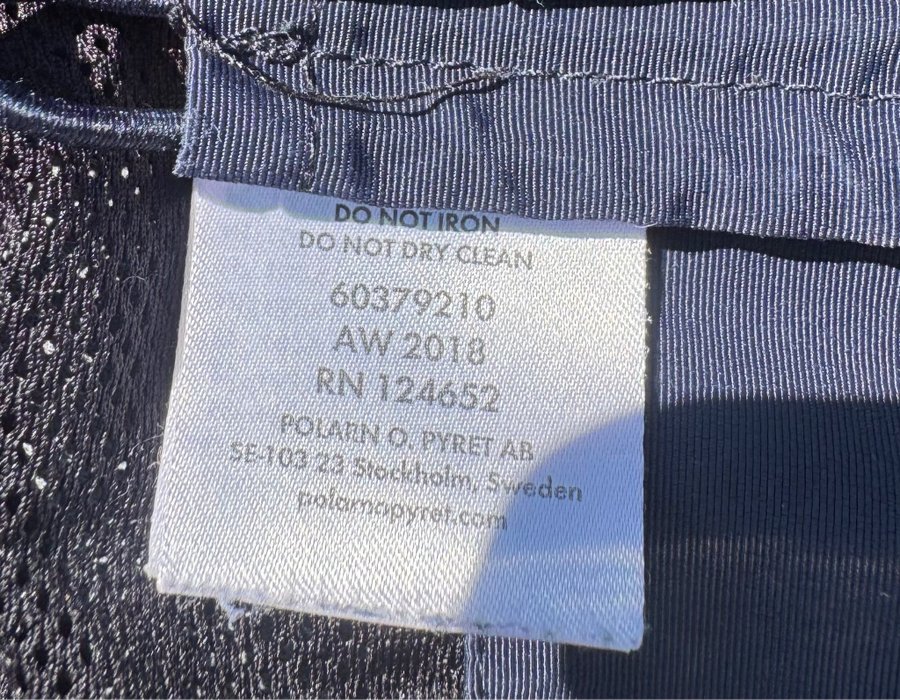 DO NOT IRON
DO NOT DRY CLEAN
60379210
AW 2018
RN 124652
POLARN O. PYRET AB
SE-103 23 Stockholm, Sweden
polarnopyret.com